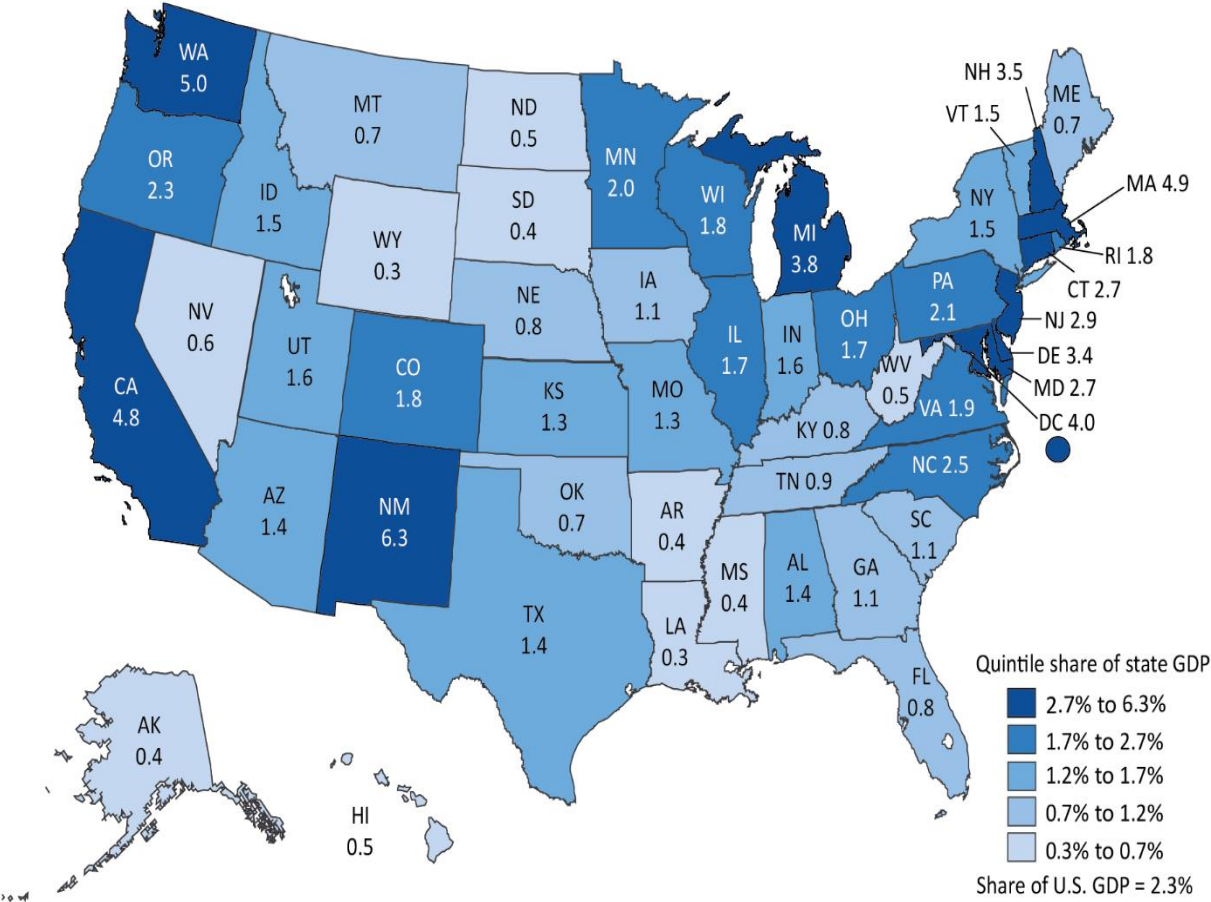 WA
5.0
MT
0.7
ND
0.5
MN
2.0
NH 3.5
VT 1.5
ME
0.7
OR
2.3
ID
1.5
SD
0.4
WI
1.8
MI
3.8
NY
1.5
MA 4.9
RI 1.8
WY
0.3
NE
0.8
IA
1.1
PA
2.1
CT 2.7
NJ 2.9
NV
0.6
UT
1.6
CO
1.8
IL
1.7
IN
1.6
OH
1.7
WV
0.5
DE 3.4
MD 2.7
DC 4.0
CA
4.8
KS
1.3
MO
1.3
KY 0.8
VA 1.9
AZ
1.4
NM
6.3
OK
0.7
AR
0.4
TN 0.9
NC 2.5
SC
1.1
TX
1.4
LA
0.3
MS
0.4
AL
1.4
GA
1.1
FL
0.8
AK
0.4
HI
0.5
Quintile share of state GDP
2.7% to 6.3%
1.7% to 2.7%
1.2% to 1.7%
0.7% to 1.2%
0.3% to 0.7%
Share of U.S. GDP = 2.3%